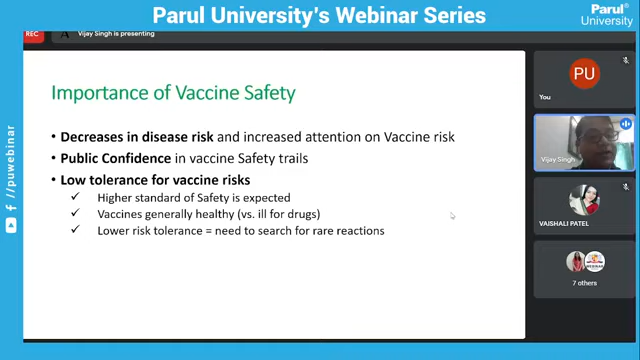 Parul University's Webinar Series
Parul®
University
REC
A
Vijay Singh is presenting
Importance of Vaccine Safety
• Decreases in disease risk and increased attention on Vaccine risk
• Public Confidence in vaccine Safety trails
• Low tolerance for vaccine risks
✓ Higher standard of Safety is expected
✓ Vaccines generally healthy (vs. ill for drugs)
✓ Lower risk tolerance = need to search for rare reactions
PU
You
Vijay Singh
VAISHALI PATEL
WEBINAR
7 others
f //puwebinar